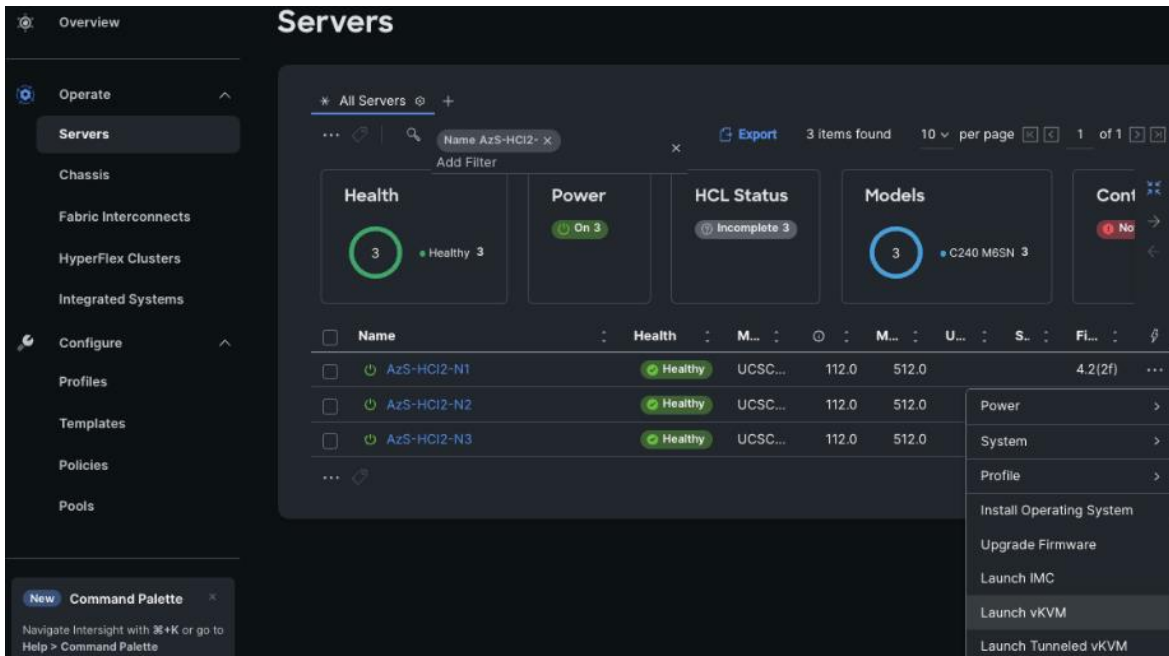 Overview
Servers
Operate
Servers
Chassis
Fabric Interconnects
HyperFlex Clusters
Integrated Systems
Configure
Profiles
Templates
Policies
Pools
New Command Palette ×
Navigate Intersight with ⌘+K or go to
Help > Command Palette
All Servers +
Name AzS-HCI2- ×
Add Filter
×
Export 3 items found 10 per page 1 of 1
Health
3
Healthy 3
Power
On 3
HCL Status
Incomplete 3
Models
3
C240 M6SN 3
Cont
No
Name Health M... M... U... S.. Fi...
AzS-HCI2-N1 Healthy UCSC... 112.0 512.0 4.2(2f) ...
AzS-HCI2-N2 Healthy UCSC... 112.0 512.0
AzS-HCI2-N3 Healthy UCSC... 112.0 512.0
Power >
System >
Profile >
Install Operating System
Upgrade Firmware
Launch IMC
Launch vKVM
Launch Tunneled vKVM